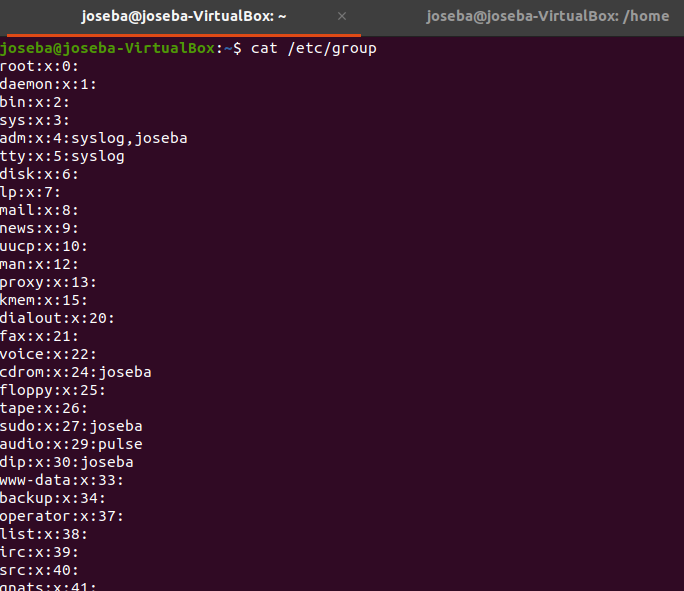 joseba@joseba-VirtualBox: ~
joseba@joseba-VirtualBox: /home
joseba@joseba-VirtualBox:~$ cat /etc/group
root:x:0:
daemon:x:1:
bin:x:2:
sys:x:3:
adm:x:4:syslog,joseba
tty:x:5:syslog
disk:x:6:
lp:x:7:
mail:x:8:
news:x:9:
uucp:x:10:
man:x:12:
proxy:x:13:
kmem:x:15:
dialout:x:20:
fax:x:21:
voice:x:22:
cdrom:x:24:joseba
floppy:x:25:
tape:x:26:
sudo:x:27:joseba
audio:x:29:pulse
dip:x:30:joseba
www-data:x:33:
backup:x:34:
operator:x:37:
list:x:38:
irc:x:39:
src:x:40:
gnats:x:41: